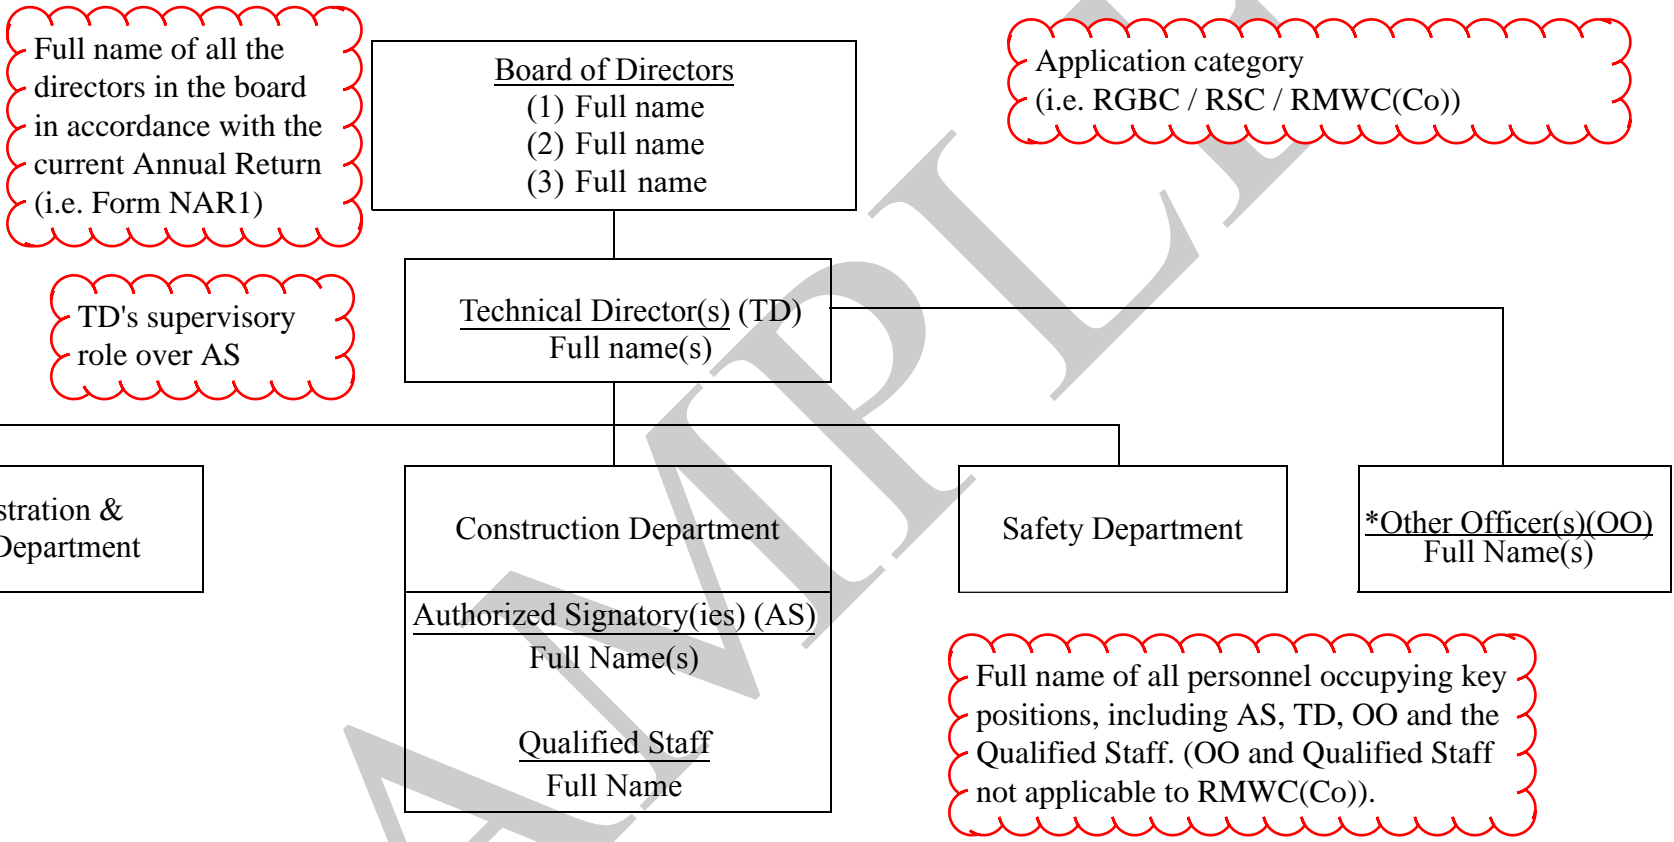 Full name of all the
directors in the board
in accordance with the
current Annual Return
(i.e. Form NAR1)
Board of Directors
(1) Full name
(2) Full name
(3) Full name
Application category
(i.e. RGBC / RSC / RMWC(Co))
TD's supervisory
role over AS
Technical Director(s) (TD)
Full name(s)
stration &
Department
Construction Department
Authorized Signatory(ies) (AS)
Full Name(s)
Qualified Staff
Full Name
Safety Department
*Other Officer(s)(OO)
Full Name(s)
Full name of all personnel occupying key
positions, including AS, TD, OO and the
Qualified Staff. (OO and Qualified Staff
not applicable to RMWC(Co)).
AMPLE